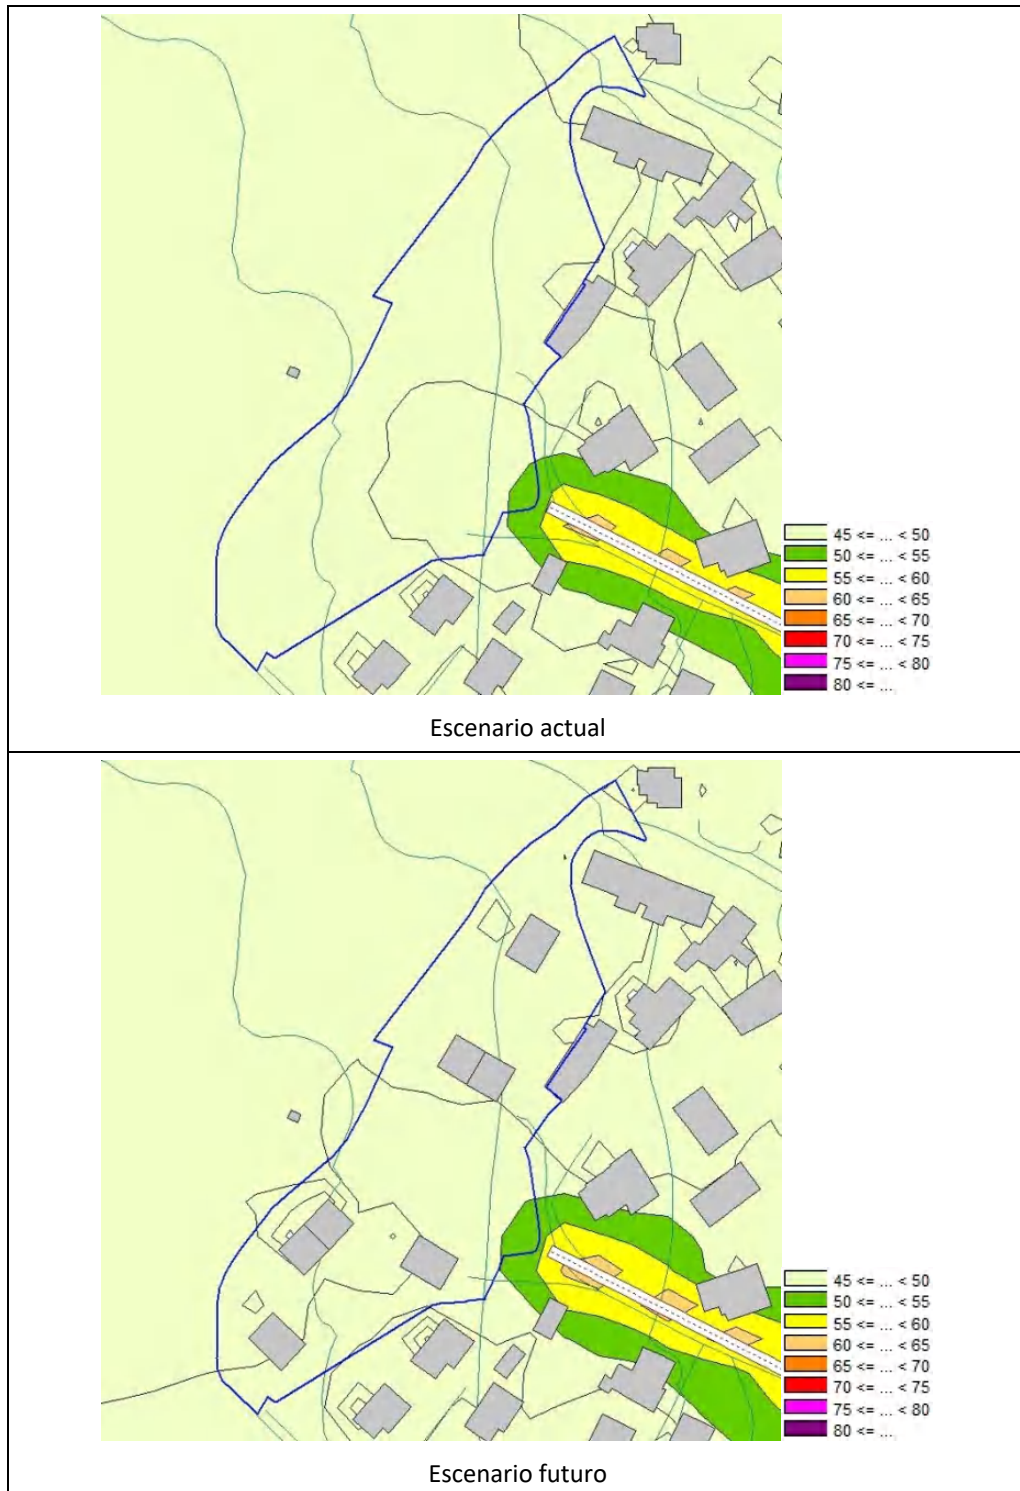 45 <= ... < 50
50 <= ... < 55
55 <= ... < 60
60 <= ... < 65
65 <= ... < 70
70 <= ... < 75
75 <= ... < 80
80 <= ...
Escenario actual
45 <= ... < 50
50 <= ... < 55
55 <= ... < 60
60 <= ... < 65
65 <= ... < 70
70 <= ... < 75
75 <= ... < 80
80 <= ...
Escenario futuro